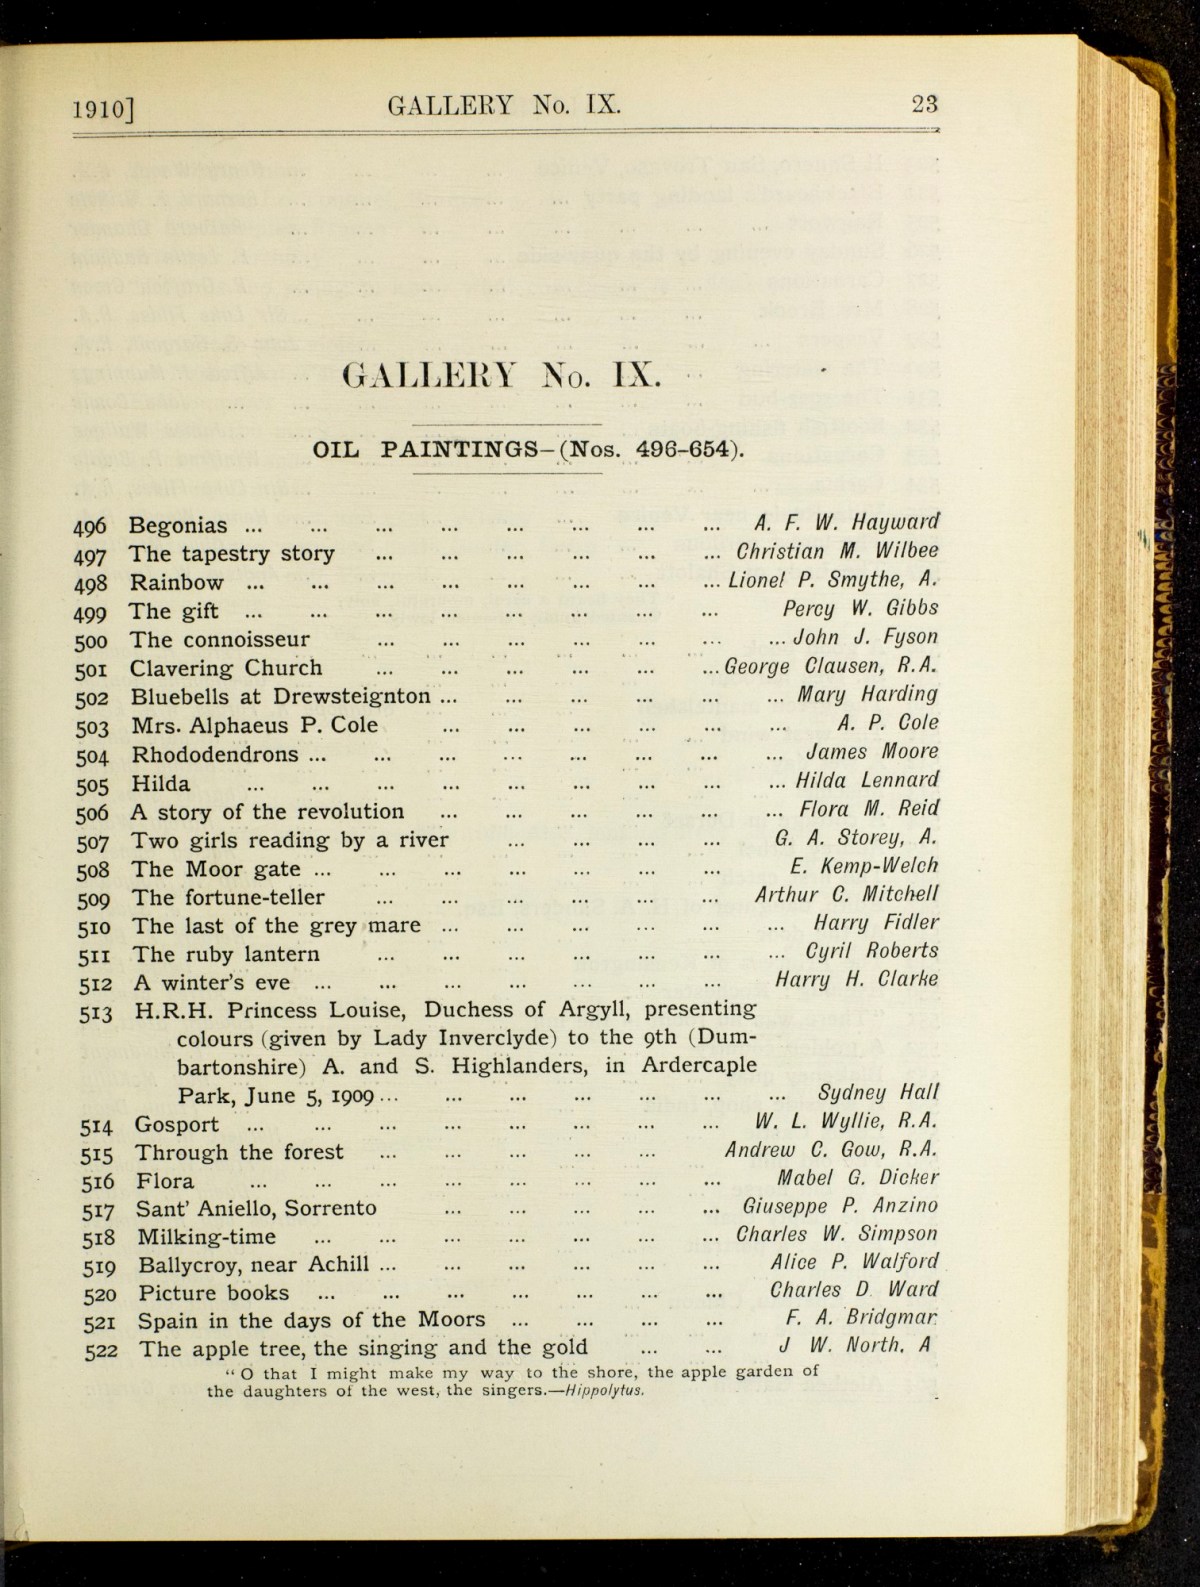 1910] GALLERY No. IX. 23
GALLERY No. IX.
OIL PAINTINGS—(Nos. 496-654).
496 Begonias ... ... ... ... ... ... ... ... A. F. W. Hayward
497 The tapestry story ... ... ... ... ... ... Christian M. Wilbee
498 Rainbow ... ... ... ... ... ... ... ... Lionel P. Smythe, A.
499 The gift ... ... ... ... ... ... ... ... Percy W. Gibbs
500 The connoisseur ... ... ... ... ... ... ... John J. Fyson
501 Clavering Church ... ... ... ... ... ... George Clausen, R.A.
502 Bluebells at Drewsteignton ... ... ... ... ... ... Mary Harding
503 Mrs. Alphaeus P. Cole ... ... ... ... ... ... A. P. Cole
504 Rhododendrons ... ... ... ... ... ... ... ... James Moore
505 Hilda ... ... ... ... ... ... ... ... ... Hilda Lennard
506 A story of the revolution ... ... ... ... ... ... Flora M. Reid
507 Two girls reading by a river ... ... ... ... G. A. Storey, A.
508 The Moor gate ... ... ... ... ... ... ... E. Kemp-Welch
509 The fortune-teller ... ... ... ... ... ... Arthur C. Mitchell
510 The last of the grey mare ... ... ... ... ... ... Harry Fidler
511 The ruby lantern ... ... ... ... ... ... ... Cyril Roberts
512 A winter's eve ... ... ... ... ... ... ... Harry H. Clarke
513 H.R.H. Princess Louise, Duchess of Argyll, presenting
colours (given by Lady Inverclyde) to the 9th (Dum-
bartonshire) A. and S. Highlanders, in Ardercaple
Park, June 5, 1909 ... ... ... ... ... ... ... Sydney Hall
514 Gosport ... ... ... ... ... ... ... ... W. L. Wyllie, R.A.
515 Through the forest ... ... ... ... ... Andrew C. Gow, R.A.
516 Flora ... ... ... ... ... ... ... ... Mabel G. Dicker
517 Sant' Aniello, Sorrento ... ... ... ... ... Giuseppe P. Anzino
518 Milking-time ... ... ... ... ... ... ... Charles W. Simpson
519 Ballycroy, near Achill ... ... ... ... ... ... Alice P. Walford
520 Picture books ... ... ... ... ... ... ... Charles D. Ward
521 Spain in the days of the Moors ... ... ... ... F. A. Bridgman
522 The apple tree, the singing and the gold ... ... J W. North, A
“O that I might make my way to the shore, the apple garden of
the daughters of the west, the singers.—Hippolytus.